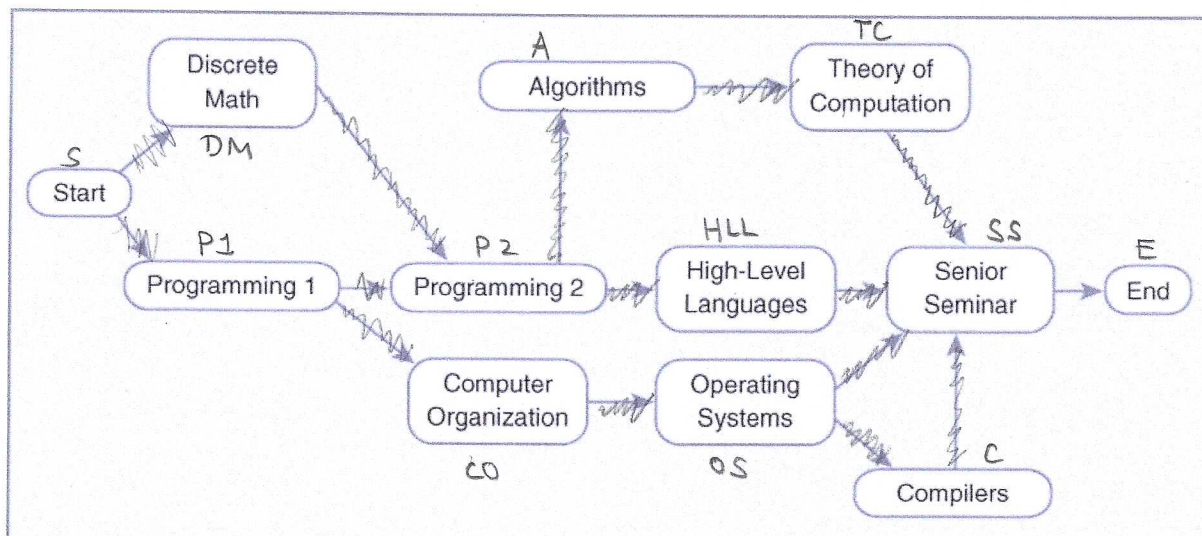 A
TC
Discrete
Math
Algorithms
Theory of
Computation
DM
S
Start
P1
P2
HLL
SS
E
Programming 1
Programming 2
High-Level
Languages
Senior
Seminar
End
Computer
Organization
Operating
Systems
CO
OS
C
Compilers